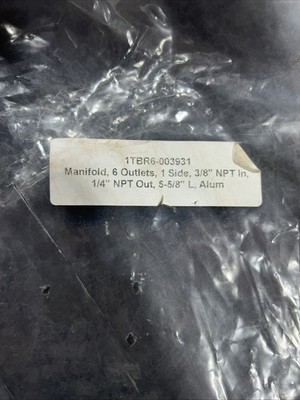 1TBR6-003931
Manifold, 6 Outlets, 1 Side, 3/8" NPT In,
1/4" NPT Out, 5-5/8" L, Alum